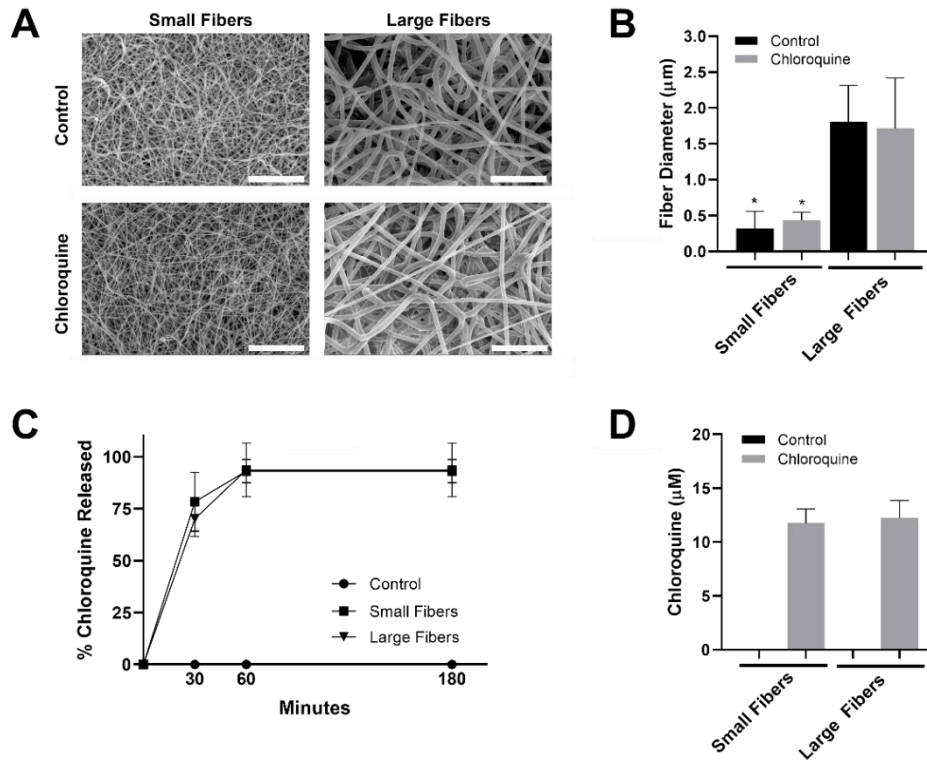 A
Small Fibers
Large Fibers
Control
Chloroquine
B
Control
Chloroquine
Fiber Diameter (μm)
3.0
2.5
2.0
1.5
1.0
0.5
0.0
*
*
Small Fibers
Large Fibers
C
% Chloroquine Released
100
75
50
25
0
Control
Small Fibers
Large Fibers
30
60
180
Minutes
D
Control
Chloroquine
Chloroquine (μM)
20
15
10
5
0
Small Fibers
Large Fibers